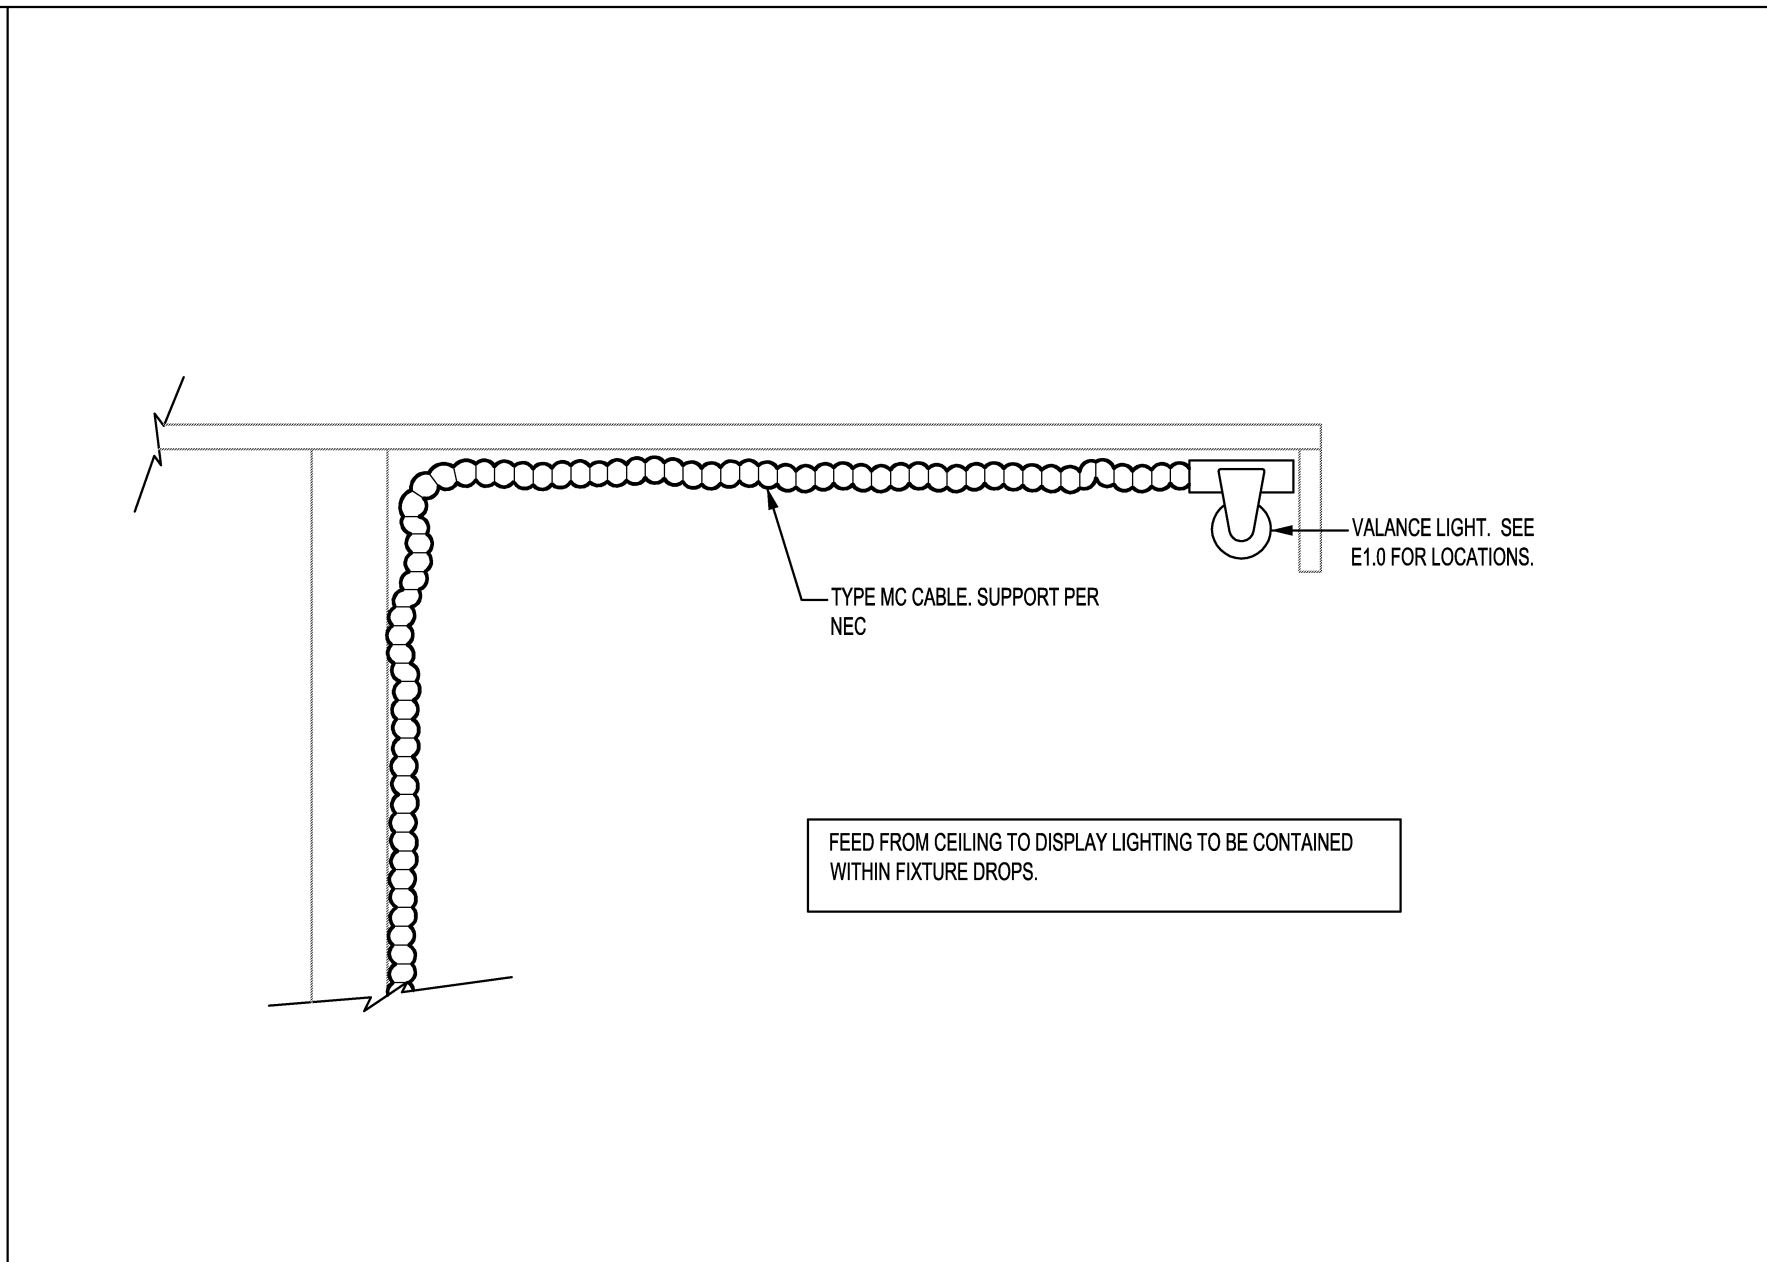 VALANCE LIGHT. SEE
E1.0 FOR LOCATIONS.
TYPE MC CABLE. SUPPORT PER
NEC
FEED FROM CEILING TO DISPLAY LIGHTING TO BE CONTAINED
WITHIN FIXTURE DROPS.